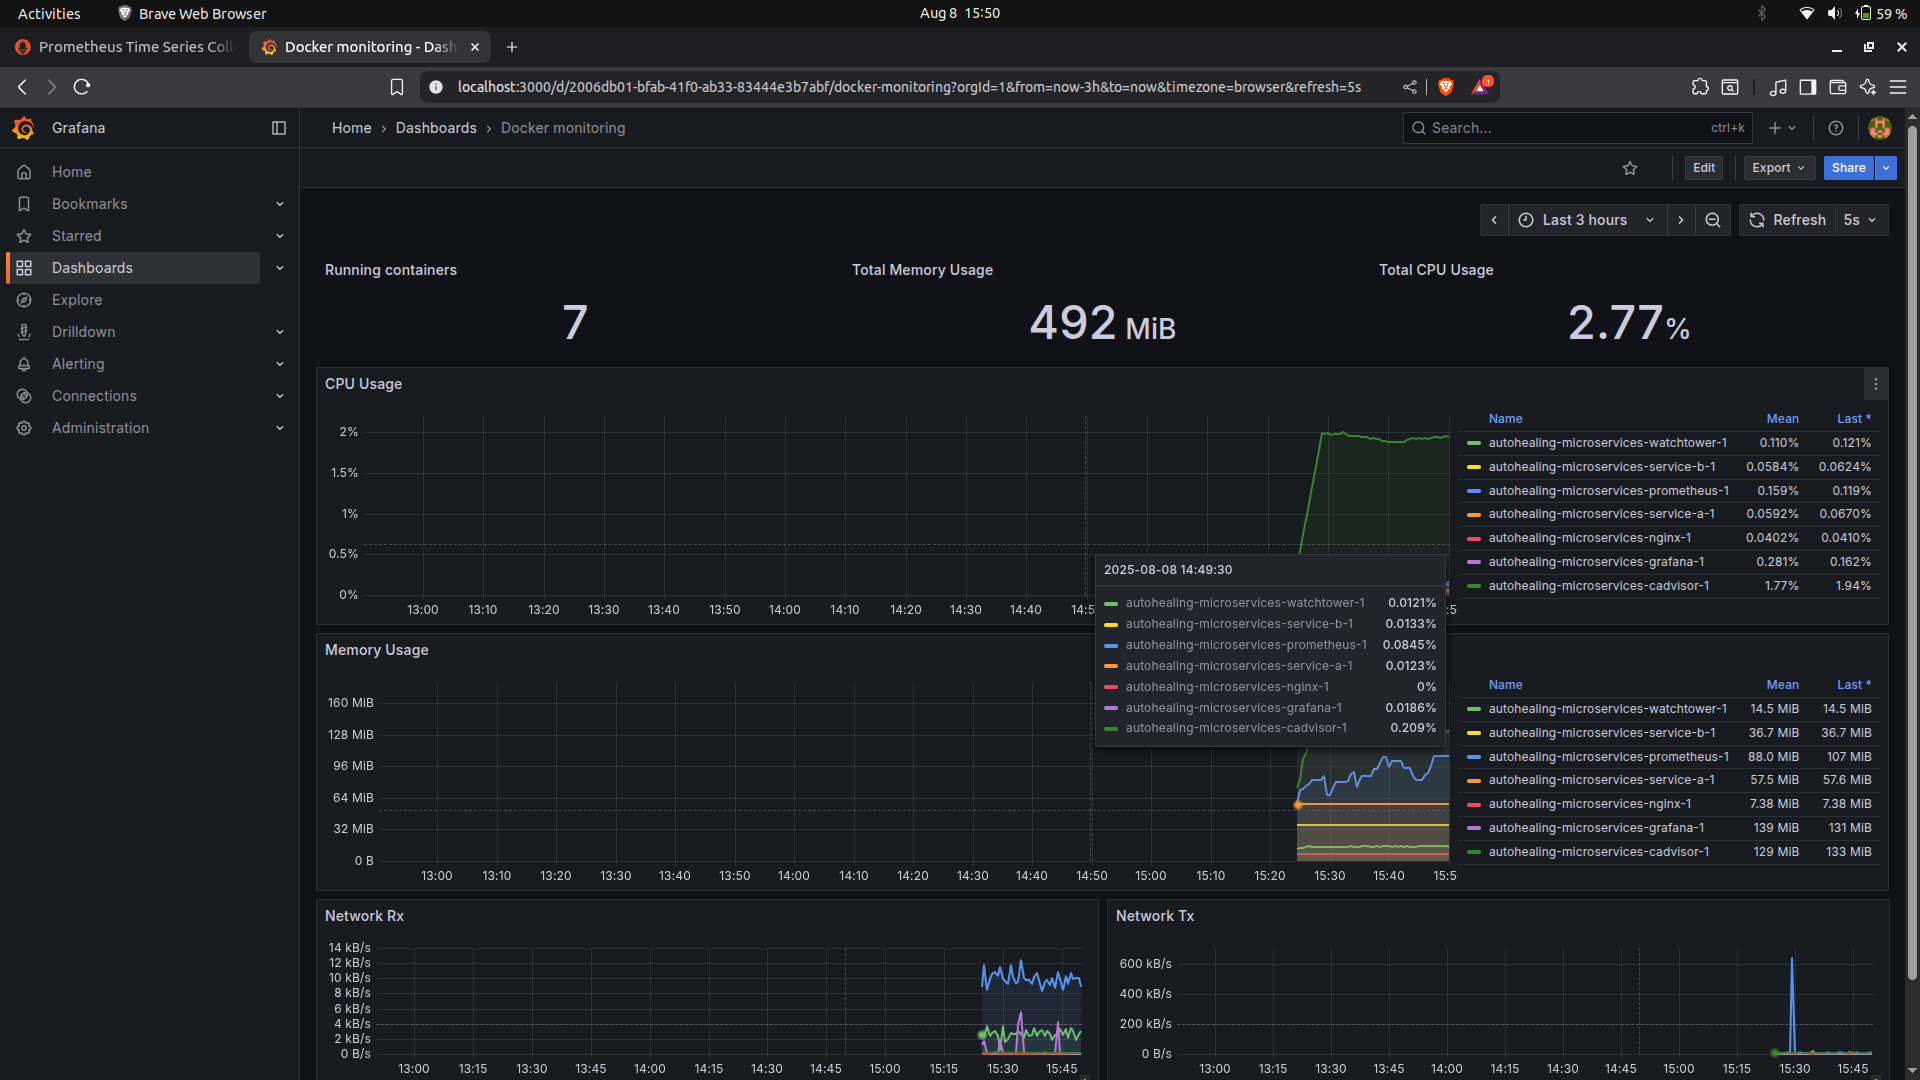 Activities Brave Web Browser Aug 8 15:50 59 %
Prometheus Time Series Coll Docker monitoring - Dash
localhost:3000/d/2006db01-bfab-41f0-ab33-83444e3b7abf/docker-monitoring?orgId=1&from=now-3h&to=now&timezone=browser&refresh=5s 1
Grafana Home › Dashboards › Docker monitoring Search... ctrl+k
Edit Export Share
Home
Bookmarks
Starred
Dashboards
Explore
Drilldown
Alerting
Connections
Administration
Last 3 hours Refresh 5s
Running containers Total Memory Usage Total CPU Usage
7 492 MiB 2.77%
CPU Usage
2%
1.5%
1%
0.5%
0%
13:00 13:10 13:20 13:30 13:40 13:50 14:00 14:10 14:20 14:30 14:40 14:5 :5
Name Mean Last *
autohealing-microservices-watchtower-1 0.110% 0.121%
autohealing-microservices-service-b-1 0.0584% 0.0624%
autohealing-microservices-prometheus-1 0.159% 0.119%
autohealing-microservices-service-a-1 0.0592% 0.0670%
autohealing-microservices-nginx-1 0.0402% 0.0410%
autohealing-microservices-grafana-1 0.281% 0.162%
autohealing-microservices-cadvisor-1 1.77% 1.94%
2025-08-08 14:49:30
autohealing-microservices-watchtower-1 0.0121%
autohealing-microservices-service-b-1 0.0133%
autohealing-microservices-prometheus-1 0.0845%
autohealing-microservices-service-a-1 0.0123%
autohealing-microservices-nginx-1 0%
autohealing-microservices-grafana-1 0.0186%
autohealing-microservices-cadvisor-1 0.209%
Memory Usage
160 MiB
128 MiB
96 MiB
64 MiB
32 MiB
0 B
13:00 13:10 13:20 13:30 13:40 13:50 14:00 14:10 14:20 14:30 14:40 14:50 15:00 15:10 15:20 15:30 15:40 15:5
Name Mean Last *
autohealing-microservices-watchtower-1 14.5 MiB 14.5 MiB
autohealing-microservices-service-b-1 36.7 MiB 36.7 MiB
autohealing-microservices-prometheus-1 88.0 MiB 107 MiB
autohealing-microservices-service-a-1 57.5 MiB 57.6 MiB
autohealing-microservices-nginx-1 7.38 MiB 7.38 MiB
autohealing-microservices-grafana-1 139 MiB 131 MiB
autohealing-microservices-cadvisor-1 129 MiB 133 MiB
Network Rx
14 kB/s
12 kB/s
10 kB/s
8 kB/s
6 kB/s
4 kB/s
2 kB/s
0 B/s
13:00 13:15 13:30 13:45 14:00 14:15 14:30 14:45 15:00 15:15 15:30 15:45
Network Tx
600 kB/s
400 kB/s
200 kB/s
0 B/s
13:00 13:15 13:30 13:45 14:00 14:15 14:30 14:45 15:00 15:15 15:30 15:45